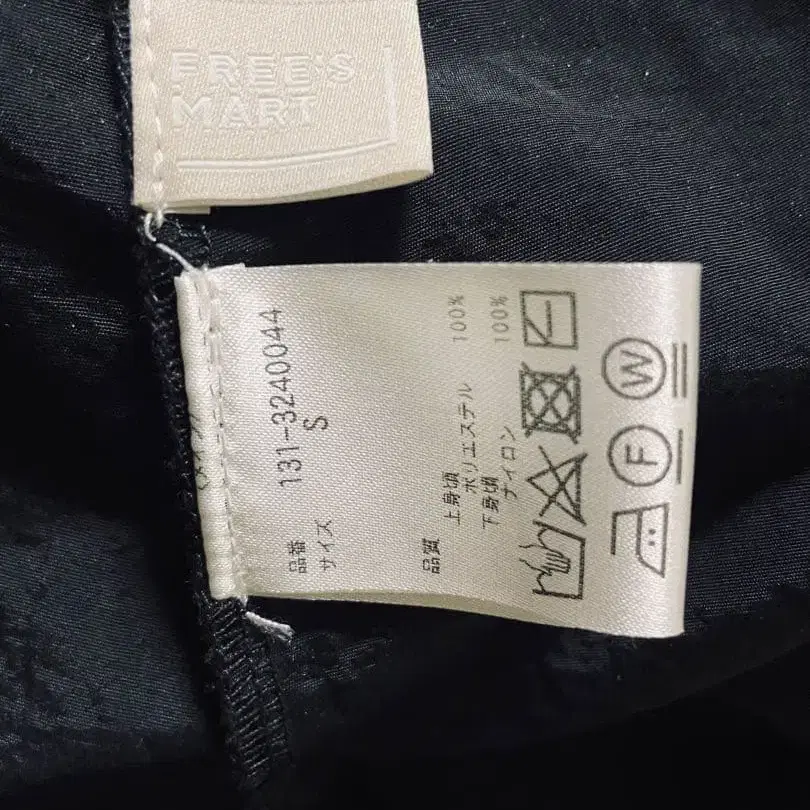 FREE'S
MART
品番 131-3240044
サイズ S
品質 上身頃
ポリエステル 100%
下身頃
ナイロン 100%
W
F